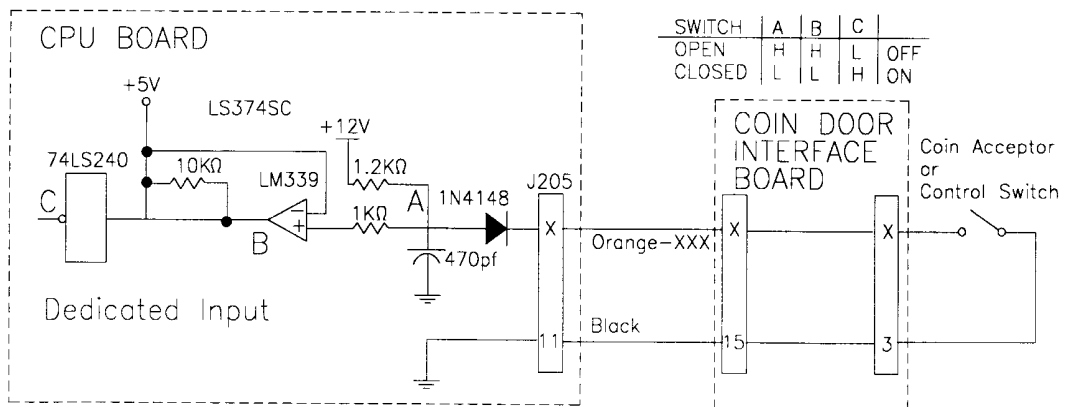 CPU BOARD
+5V
LS374SC
+12V
74LS240
10KΩ
LM339
1.2KΩ
A
1N4148
J205
C
B
1KΩ
470pf
X
Orange-XXX
Dedicated Input
Black
11
SWITCH A B C
OPEN H H L OFF
CLOSED L L H ON
COIN DOOR
INTERFACE
BOARD
X
X
15
3
Coin Acceptor
or
Control Switch